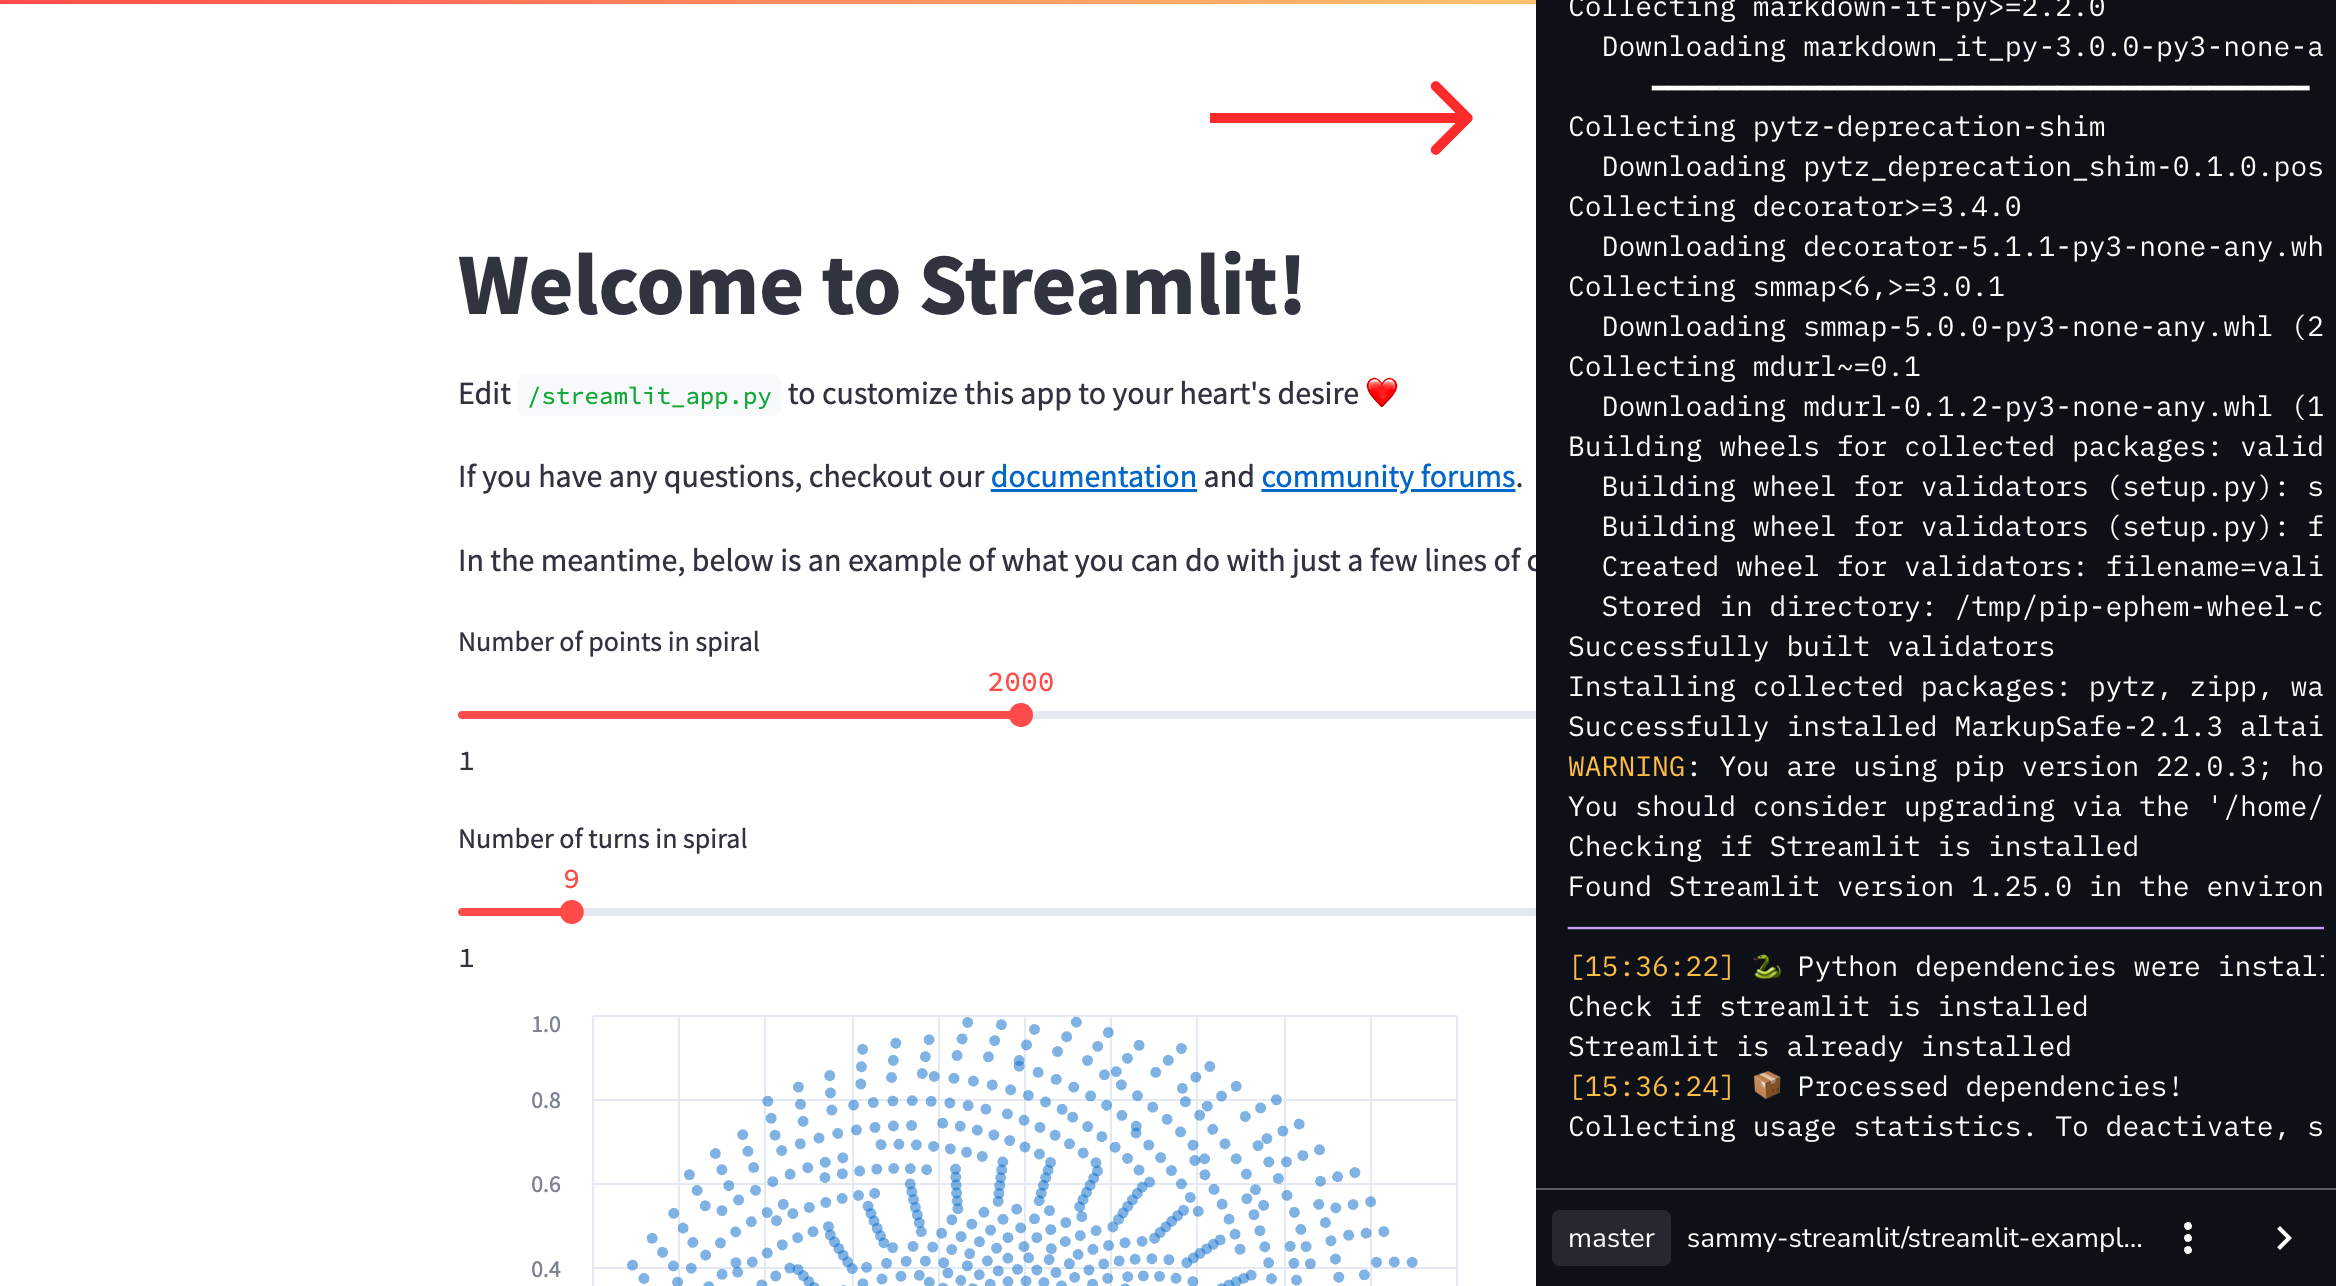 Welcome to Streamlit!
Edit /streamlit_app.py to customize this app to your heart's desire ❤️
If you have any questions, checkout our documentation and community forums.
In the meantime, below is an example of what you can do with just a few lines of
Number of points in spiral
2000
1
Number of turns in spiral
9
1
1.0
0.8
0.6
0.4
Collecting markdown-it-py>=2.2.0
Downloading markdown_it_py-3.0.0-py3-none-a
Collecting pytz-deprecation-shim
Downloading pytz_deprecation_shim-0.1.0.pos
Collecting decorator>=3.4.0
Downloading decorator-5.1.1-py3-none-any.wh
Collecting smmap<6,>=3.0.1
Downloading smmap-5.0.0-py3-none-any.whl (2
Collecting mdurl~=0.1
Downloading mdurl-0.1.2-py3-none-any.whl (1
Building wheels for collected packages: valid
Building wheel for validators (setup.py): s
Building wheel for validators (setup.py): f
Created wheel for validators: filename=vali
Stored in directory: /tmp/pip-ephem-wheel-c
Successfully built validators
Installing collected packages: pytz, zipp, wa
Successfully installed MarkupSafe-2.1.3 altai
WARNING: You are using pip version 22.0.3; ho
You should consider upgrading via the '/home/
Checking if Streamlit is installed
Found Streamlit version 1.25.0 in the environ
[15:36:22] 🐍 Python dependencies were install
Check if streamlit is installed
Streamlit is already installed
[15:36:24] 📦 Processed dependencies!
Collecting usage statistics. To deactivate, s
master sammy-streamlit/streamlit-exampl...